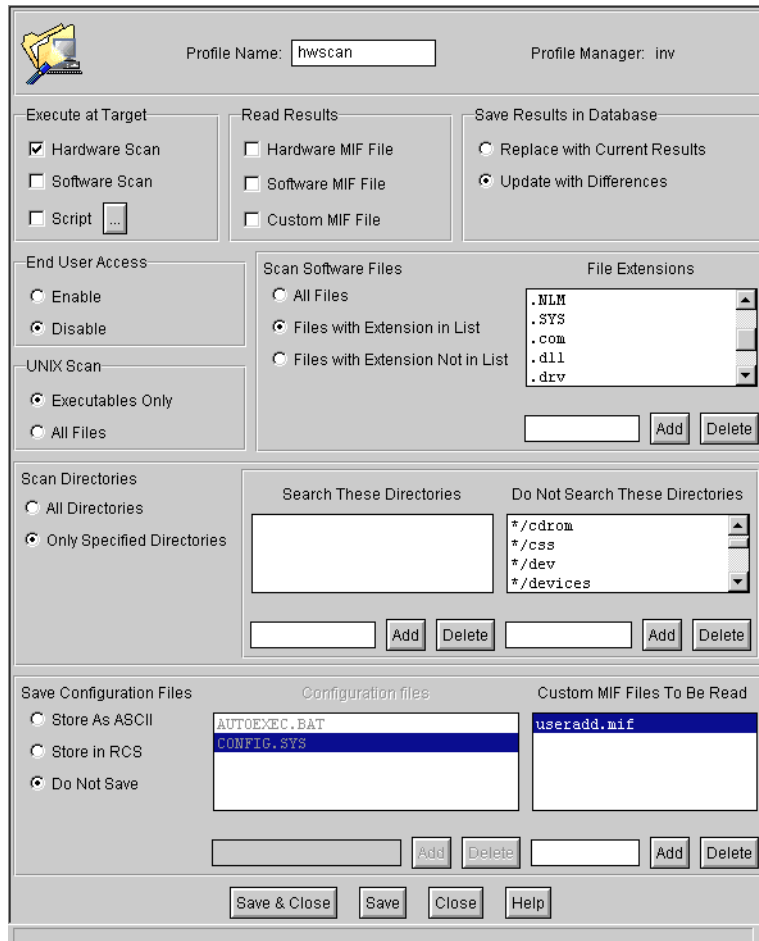 Profile Name: hwscan Profile Manager: inv
Execute at Target
Hardware Scan
Software Scan
Script ...
Read Results
Hardware MIF File
Software MIF File
Custom MIF File
Save Results in Database
Replace with Current Results
Update with Differences
End User Access
Enable
Disable
UNIX Scan
Executables Only
All Files
Scan Software Files
All Files
Files with Extension in List
Files with Extension Not in List
File Extensions
.NLM
.SYS
.com
.dll
.drv
Add Delete
Scan Directories
All Directories
Only Specified Directories
Search These Directories
Add Delete
Do Not Search These Directories
*/cdrom
*/css
*/dev
*/devices
Add Delete
Save Configuration Files
Store As ASCII
Store in RCS
Do Not Save
Configuration files
AUTOEXEC.BAT
CONFIG.SYS
Add Delete
Custom MIF Files To Be Read
useradd.mif
Add Delete
Save & Close Save Close Help